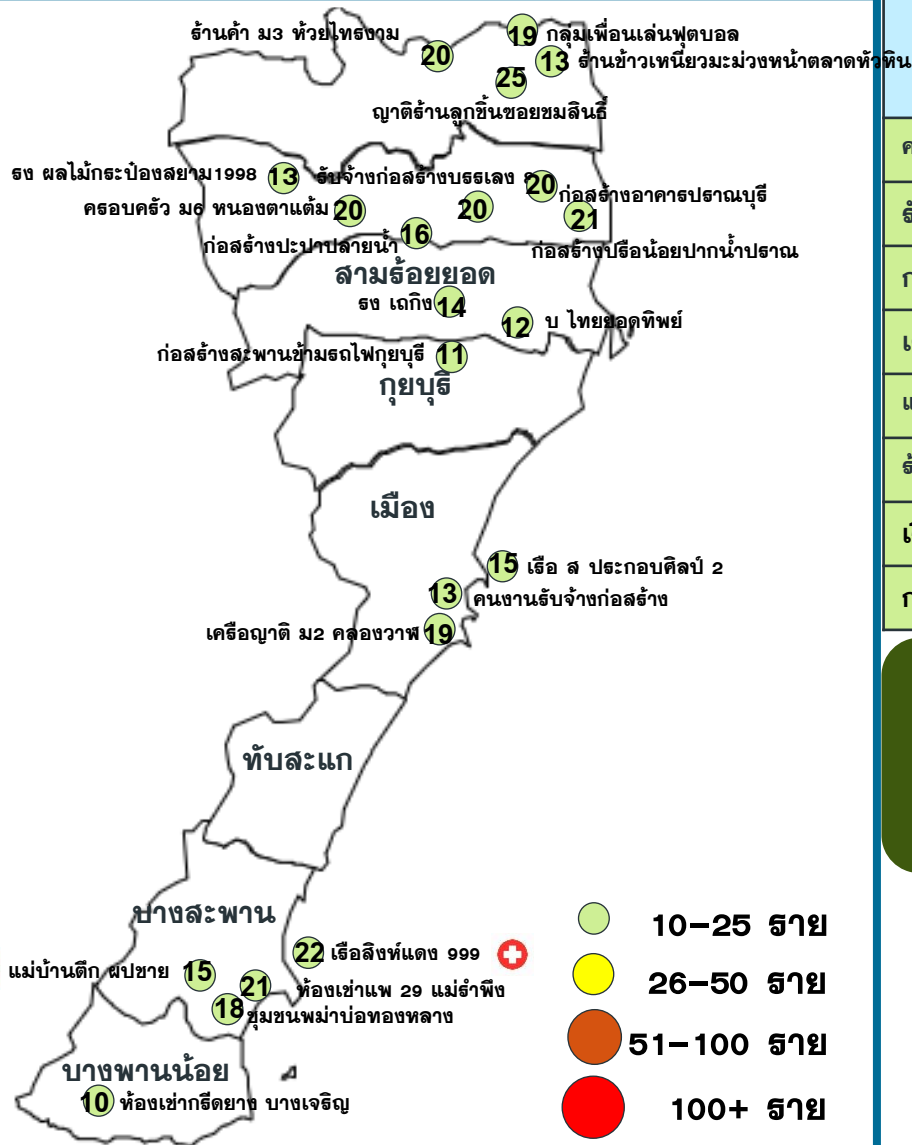 ร้านค้า ม3 ห้วยไทรงาม
20
19 กลุ่มเพื่อนเล่นฟุตบอล
13 ร้านข้าวเหนียวมะม่วงหน้าตลาดหัวหิน
25
ญาติร้านลูกชิ้นซอยชมสินธิ์
รง ผลไม้กระป๋องสยาม1998 13
รับจ้างก่อสร้างบรรเลง
20
20 ก่อสร้างอาคารปราณบุรี
ครอบครัว ม6 หนองตาแต้ม 20
21
ก่อสร้างปะปาปลายน้ำ 16
ก่อสร้างปรือน้อยปากน้ำปราณ
สามร้อยยอด
รง เถกิง 14
12 บ ไทยยอดทิพย์
ก่อสร้างสะพานข้ามรถไฟกุยบุรี 11
กุยบุรี
เมือง
15 เรือ ส ประกอบศิลป์ 2
13 คนงานรับจ้างก่อสร้าง
เครือญาติ ม2 คลองวาฬ 19
ทับสะแก
บางสะพาน
22 เรือสิงห์แดง 999
แม่บ้านตึก ผปขาย 15
21 ห้องเช่าแพ 29 แม่รำพึง
18 ชุมชนพม่าบ่อทองหลาง
บางพานน้อย
10 ห้องเช่ากรีดยาง บางเจริญ
10-25 ราย
26-50 ราย
51-100 ราย
100+ ราย